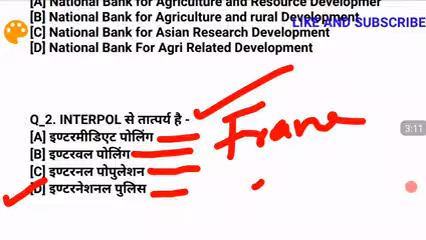 [A] National Bank for Agriculture and Resource Developmer
[B] National Bank for Agriculture and rural Development
LIKE AND SUBSCRIBE
[C] National Bank for Asian Research Development
[D] National Bank For Agri Related Development
Q_2. INTERPOL से तात्पर्य है -
[A] इण्टरमीडिएट पोलिंग
[B] इण्टरवल पोलिंग
[C] इण्टरनल पोपुलेशन
[D] इण्टरनेशनल पुलिस
3:11